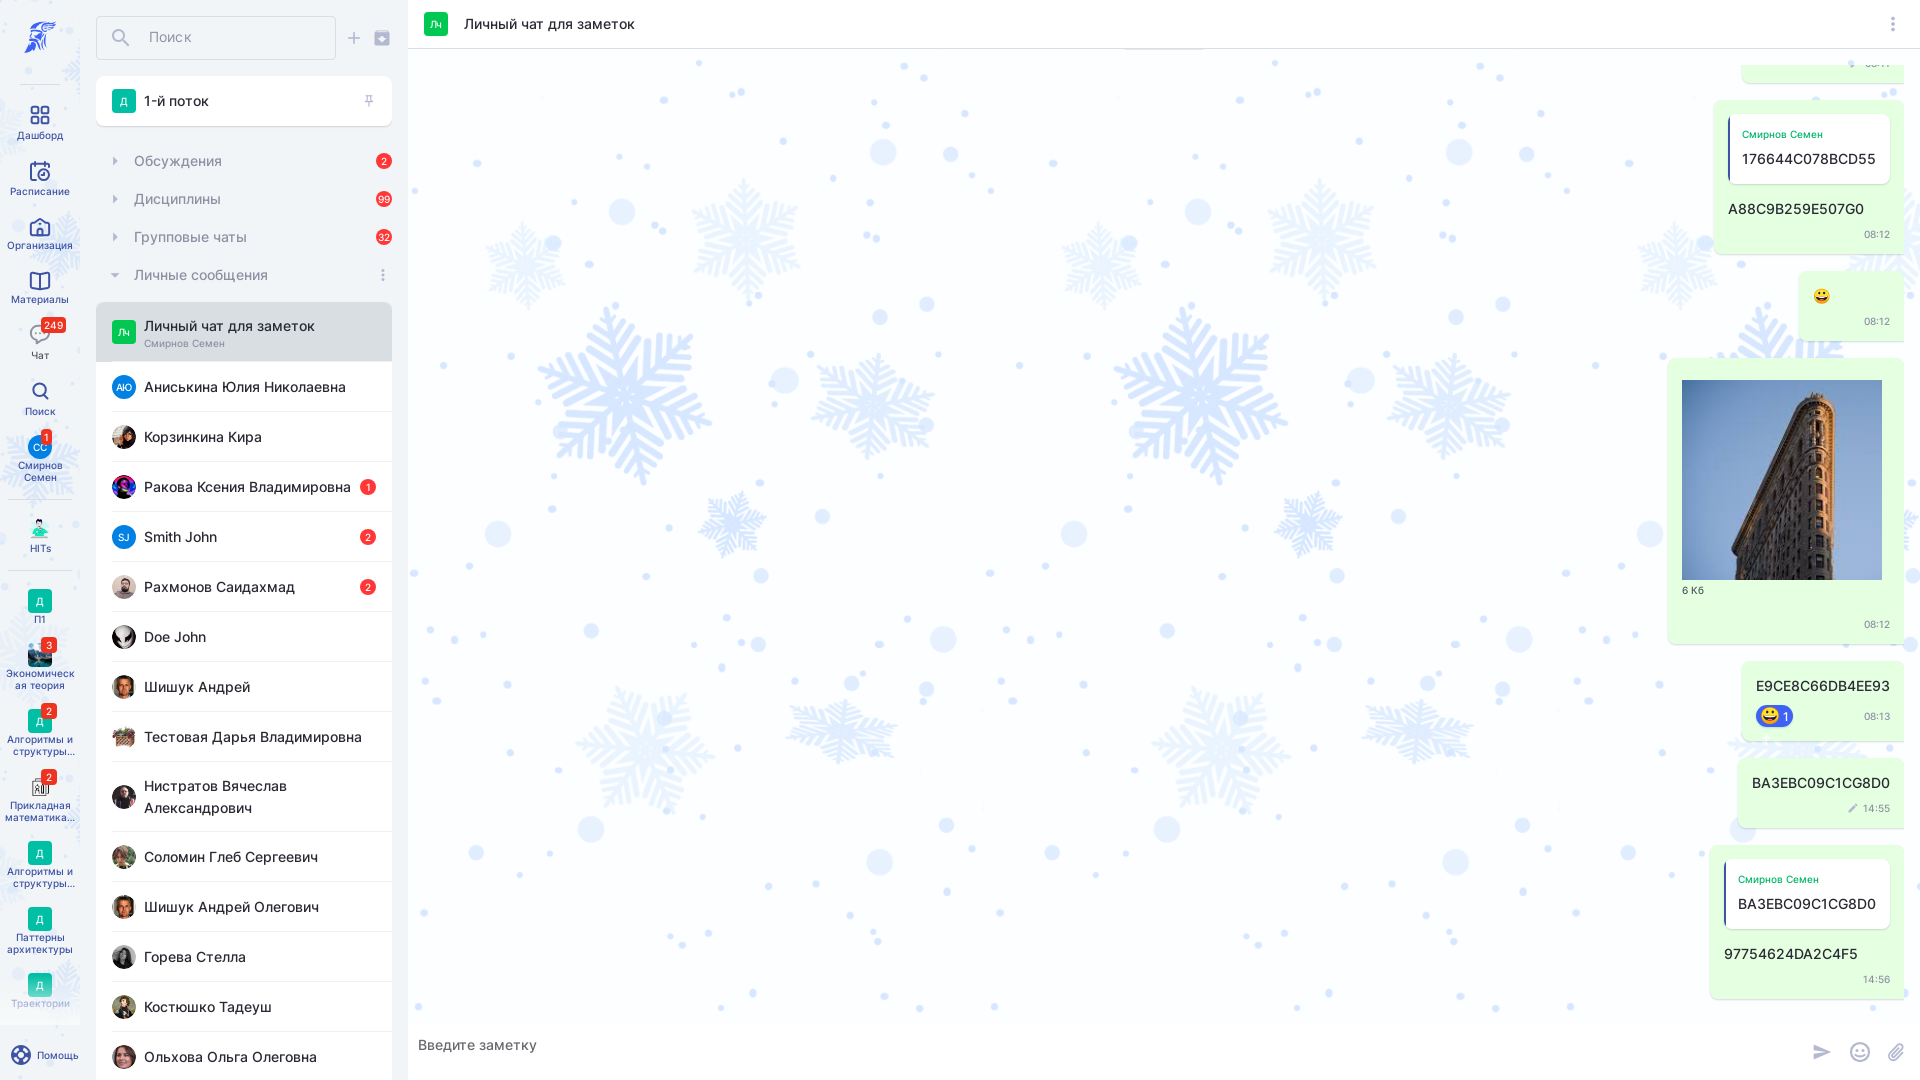 Дашборд
Расписание
Организация
Материалы
249
Чат
Поиск
СС
1
Смирнов
Семен
HITs
Д
П1
3
Экономическ
ая теория
Д
2
Алгоритмы и
структуры...
2
Прикладная
математика...
Д
Алгоритмы и
структуры...
Д
Паттерны
архитектуры
Д
Траектории
Помощь
Поиск
Д
1-й поток
Обсуждения
2
Дисциплины
99
Групповые чаты
32
Личные сообщения
Лч
Личный чат для заметок
Смирнов Семен
АЮ
Аниськина Юлия Николаевна
Корзинкина Кира
Ракова Ксения Владимировна
1
SJ
Smith John
2
Рахмонов Саидахмад
2
Doe John
Шишук Андрей
Тестовая Дарья Владимировна
Нистратов Вячеслав
Александрович
Соломин Глеб Сергеевич
Шишук Андрей Олегович
Горева Стелла
Костюшко Тадеуш
Ольхова Ольга Олеговна
Лч
Личный чат для заметок
Смирнов Семен
176644C078BCD55
A88C9B259E507G0
08:12
😀
08:12
6 Кб
08:12
E9CE8C66DB4EE93
😀 1
08:13
BA3EBC09C1CG8D0
14:55
Смирнов Семен
BA3EBC09C1CG8D0
97754624DA2C4F5
14:56
Введите заметку